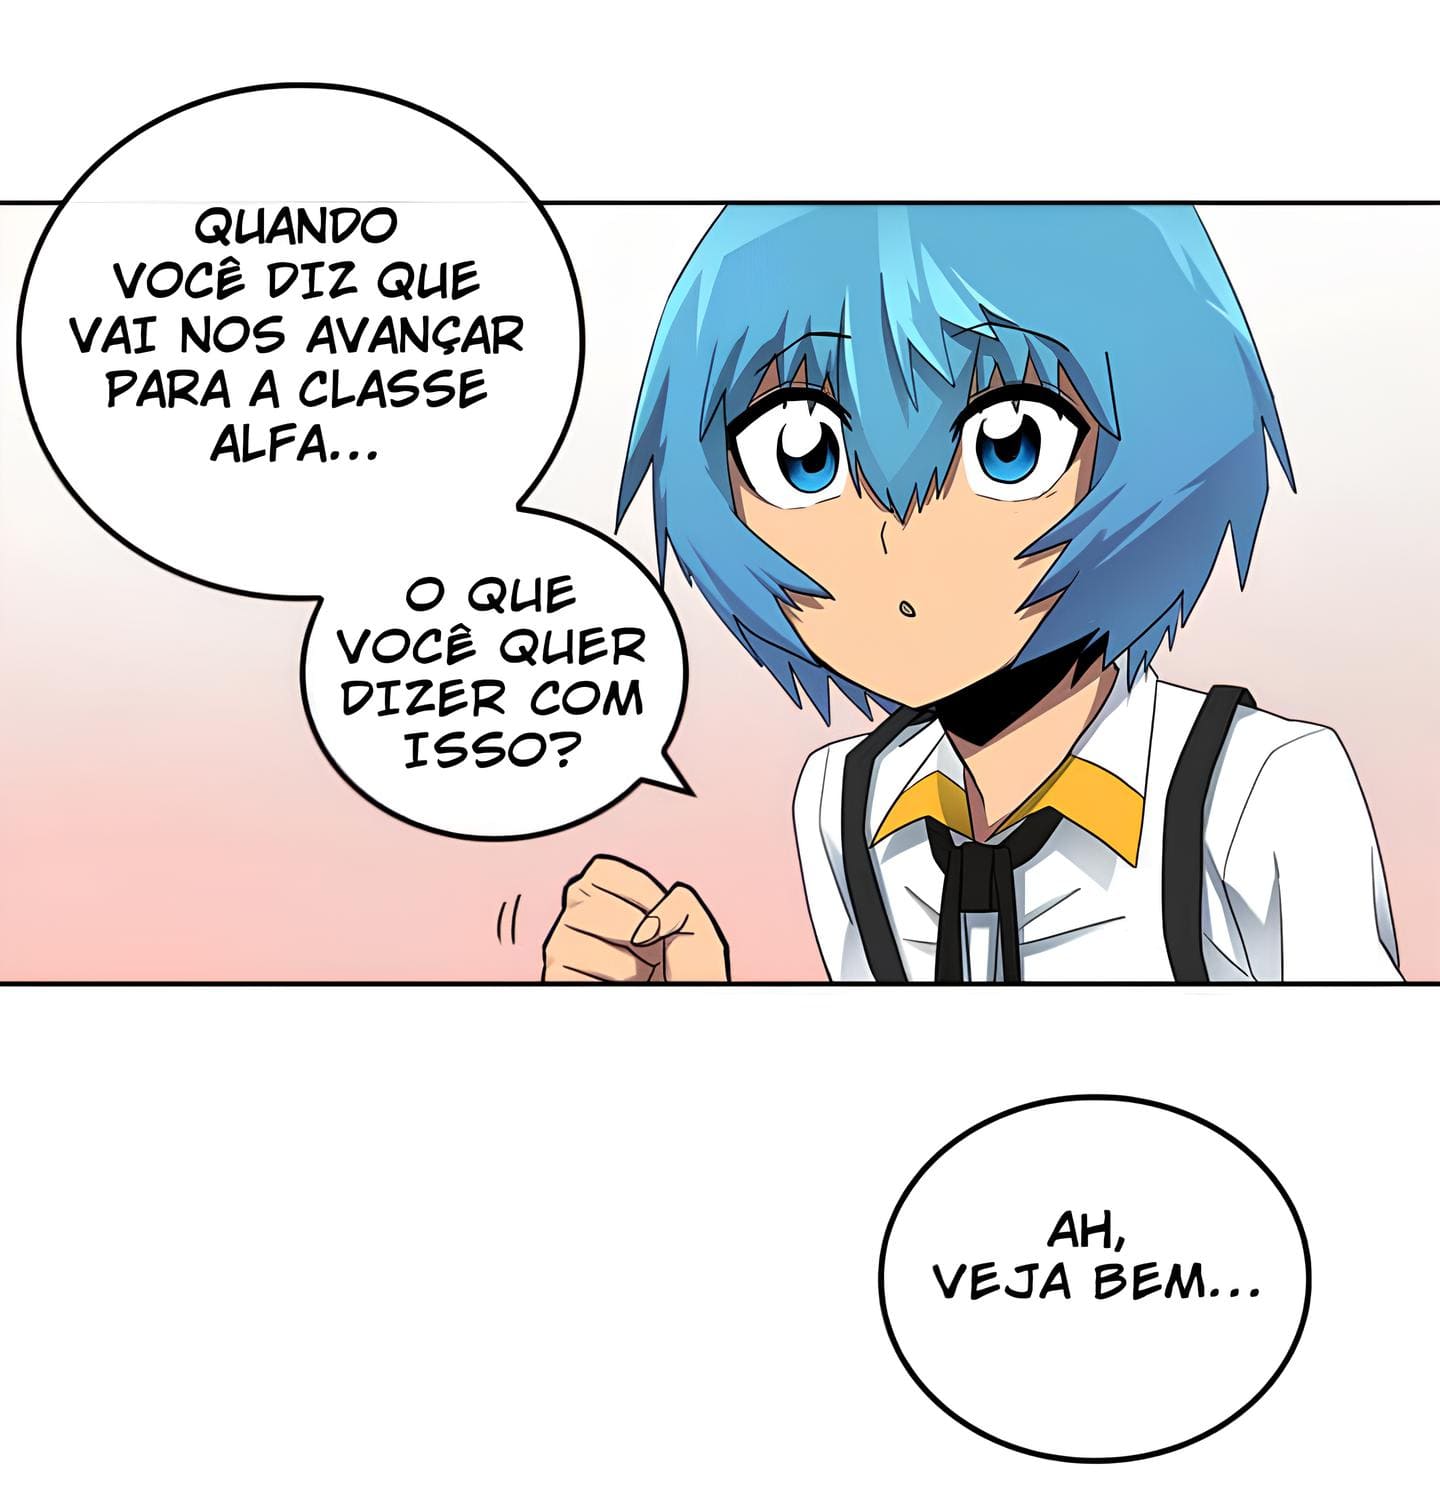 QUANDO
VOCÊ DIZ QUE
VAI NOS AVANÇAR
PARA A CLASSE
ALFA...
O QUE
VOCÊ QUER
DIZER COM
ISSO?
AH,
VEJA BEM...